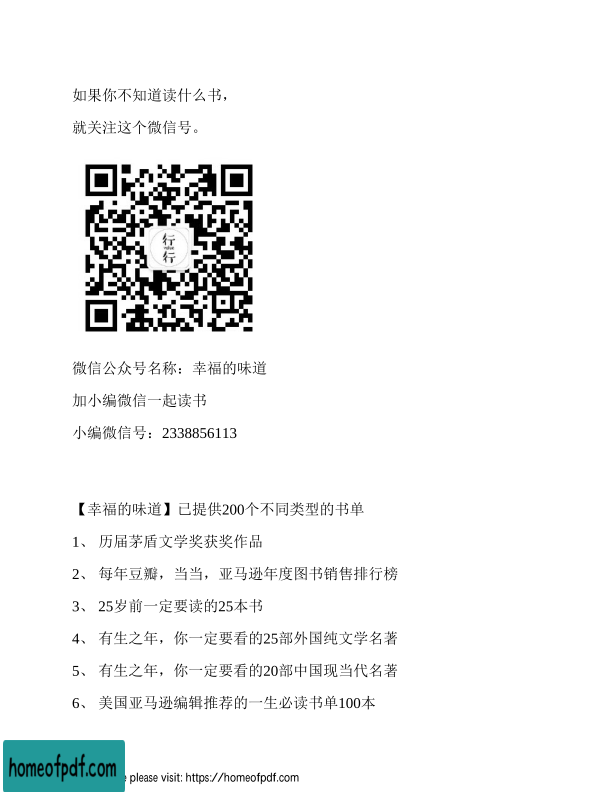 如果你不知道读什么书，
就关注这个微信号。
行
行
微信公众号名称：幸福的味道
加小编微信一起读书
小编微信号：2338856113
【幸福的味道】已提供200个不同类型的书单
1、 历届茅盾文学奖获奖作品
2、 每年豆瓣，当当，亚马逊年度图书销售排行榜
3、 25岁前一定要读的25本书
4、 有生之年，你一定要看的25部外国纯文学名著
5、 有生之年，你一定要看的20部中国现当代名著
6、 美国亚马逊编辑推荐的一生必读书单100本
homeofpdf.com
e please visit: https://homeofpdf.com